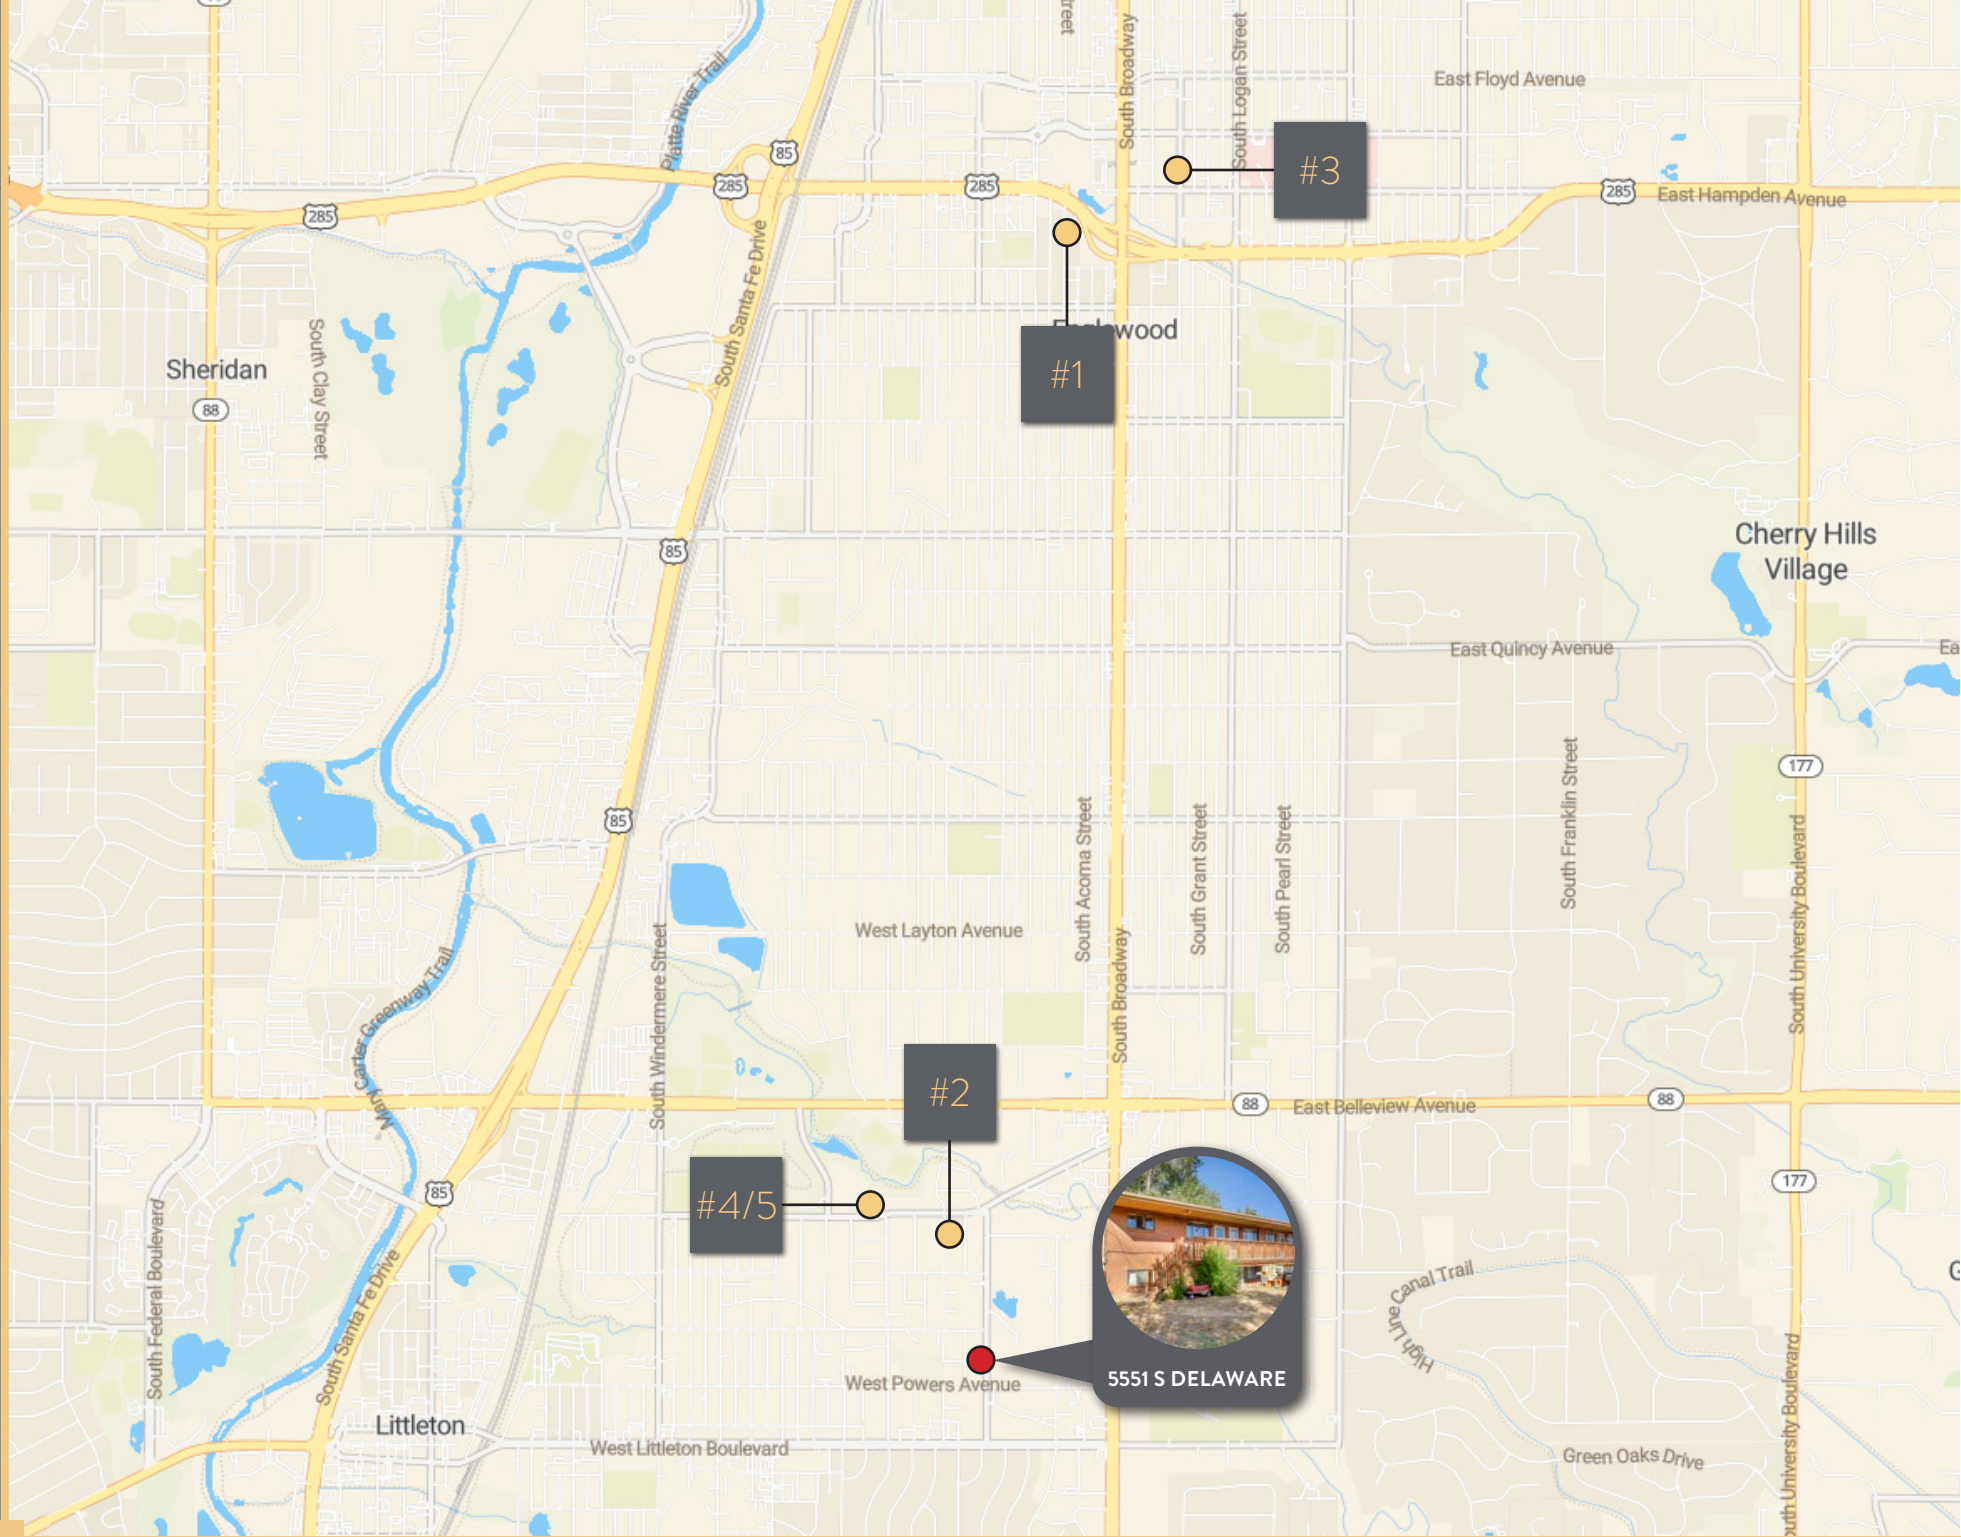 South Broadway
South Logan Street
East Floyd Avenue
Platte River Trail
85
#3
285
285
285
285
East Hampden Avenue
South Santa Fe Drive
South Clay Street
Sheridan
88
#1
85
Cherry Hills
Village
East Quincy Avenue
177
85
South Franklin Street
South Acoma Street
South Grant Street
South Pearl Street
South University Boulevard
West Layton Avenue
South Windermere Street
South Broadway
Mary Carter Greenway Trail
#2
88
East Belleview Avenue
88
#4/5
85
177
South Federal Boulevard
South Santa Fe Drive
High Line Canal Trail
5551 S DELAWARE
West Powers Avenue
Littleton
West Littleton Boulevard
Green Oaks Drive